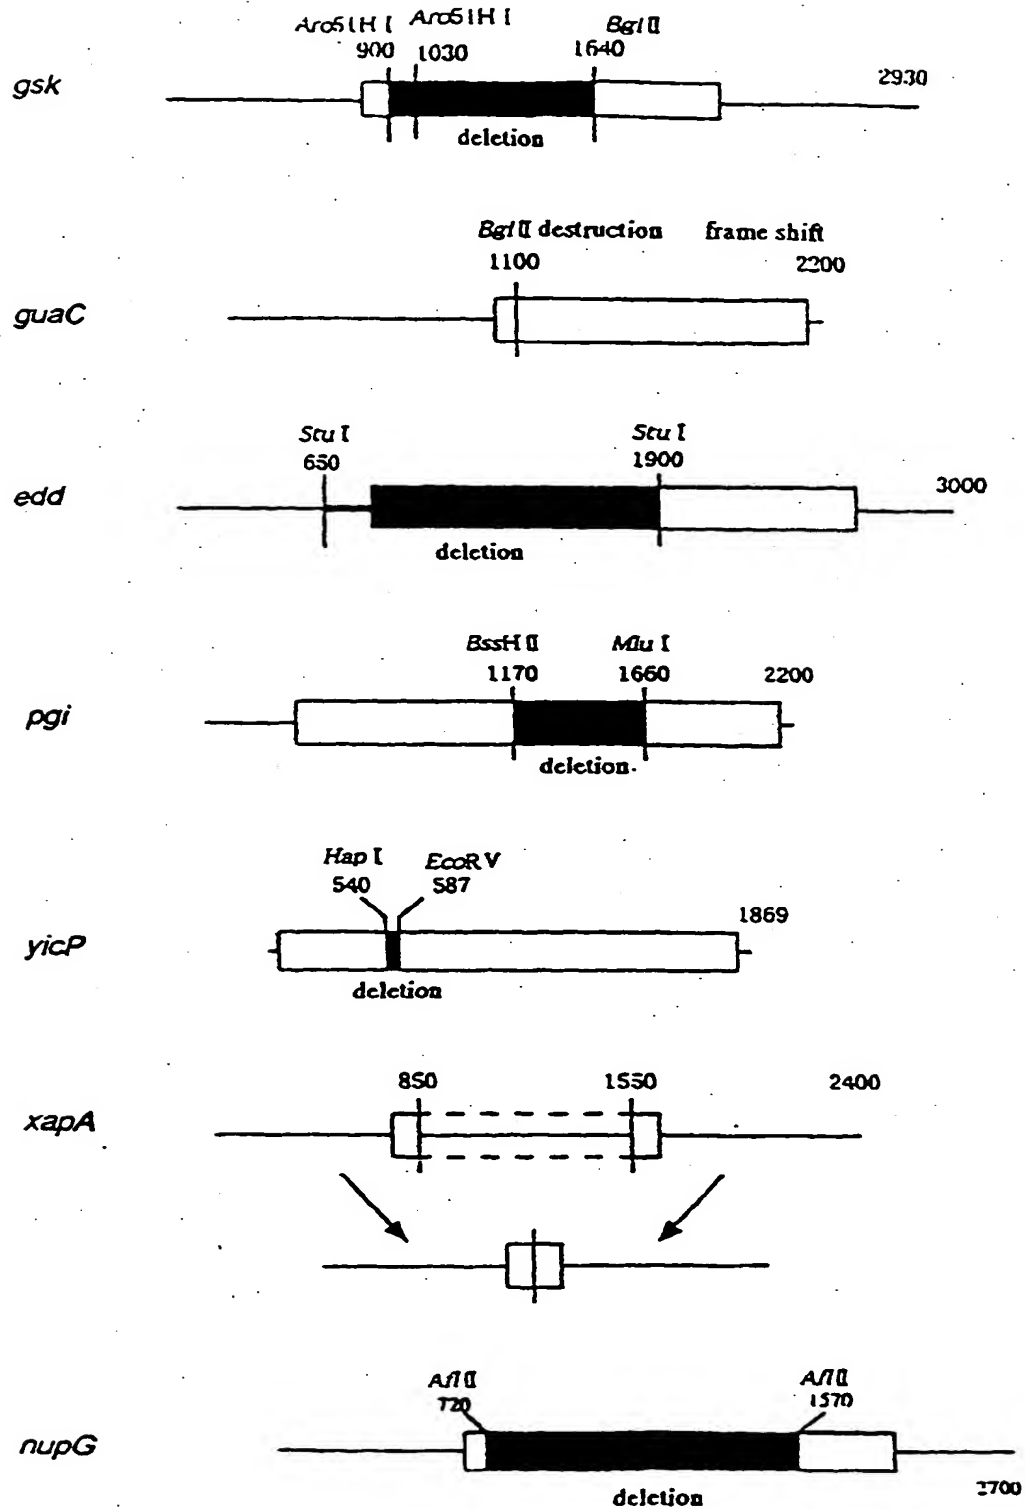 Aro51H I Aro51H I Bgl II
900 1030 1640 2930
gsk
deletion
Bgl II destruction frame shift
1100 2200
guaC
Stu I Stu I
650 1900 3000
edd
deletion
BssH II Mlu I
1170 1660 2200
pgi
deletion
Hap I EcoR V
540 587 1869
yicP
deletion
850 1550 2400
xapA
Afl II Afl II
720 1570
nupG
2700
deletion